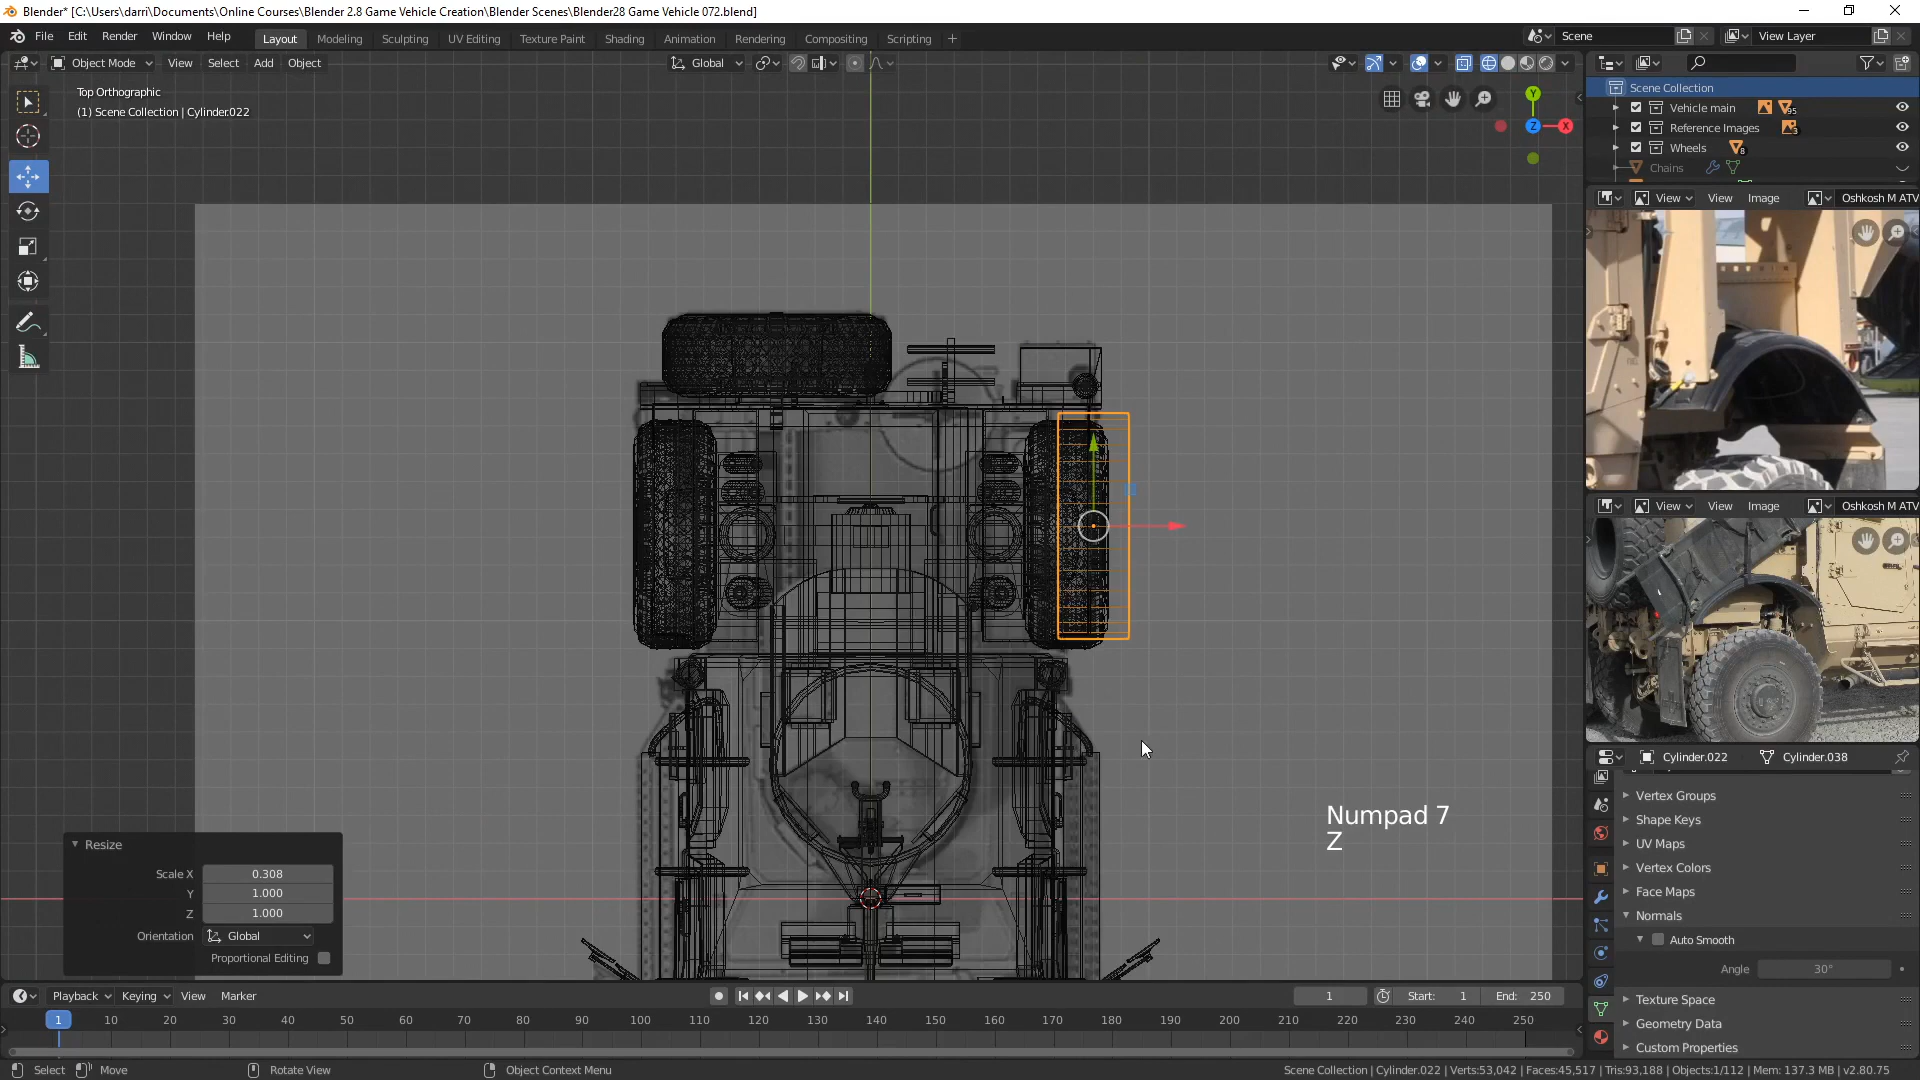 Blender* [C:\Users\darri\Documents\Online Courses\Blender 2.8 Game Vehicle Creation\Blender Scenes\Blender28 Game Vehicle 072.blend]
File Edit Render Window Help Layout Modeling Sculpting UV Editing Texture Paint Shading Animation Rendering Compositing Scripting + Scene View Layer
Object Mode View Select Add Object Global
Top Orthographic
(1) Scene Collection | Cylinder.022
Y
Z X
Scene Collection
Vehicle main 95
Reference Images 3
Wheels 8
Chains
View View Image Oshkosh M ATV
View View Image Oshkosh M ATV
Cylinder.022 Cylinder.038
Vertex Groups
Shape Keys
UV Maps
Vertex Colors
Face Maps
Normals
Auto Smooth
Angle 30°
Texture Space
Geometry Data
Custom Properties
Numpad 7
Z
Resize
Scale X 0.308
Y 1.000
Z 1.000
Orientation Global
Proportional Editing
Playback Keying View Marker 1 Start: 1 End: 250
1 10 20 30 40 50 60 70 80 90 100 110 120 130 140 150 160 170 180 190 200 210 220 230 240 250
Select Move Rotate View Object Context Menu Scene Collection | Cylinder.022 | Verts:53,042 | Faces:45,517 | Tris:93,188 | Objects:1/112 | Mem: 137.3 MB | v2.80.75